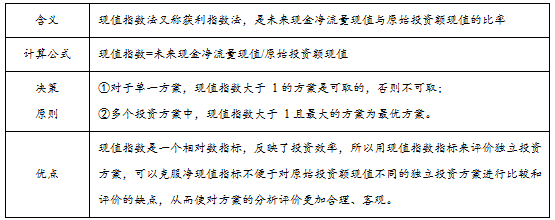 含义
现值指数法又称获利指数法，是未来现金净流量现值与原始投资额现值的比率
计算公式
现值指数=未来现金净流量现值/原始投资额现值
决策
原则
①对于单一方案，现值指数大于 1 的方案是可取的，否则不可取；
②多个投资方案中，现值指数大于 1 且最大的方案为最优方案。
优点
现值指数是一个相对数指标，反映了投资效率，所以用现值指数指标来评价独立投资
方案，可以克服净现值指标不便于对原始投资额现值不同的独立投资方案进行比较和
评价的缺点，从而使对方案的分析评价更加合理、客观。